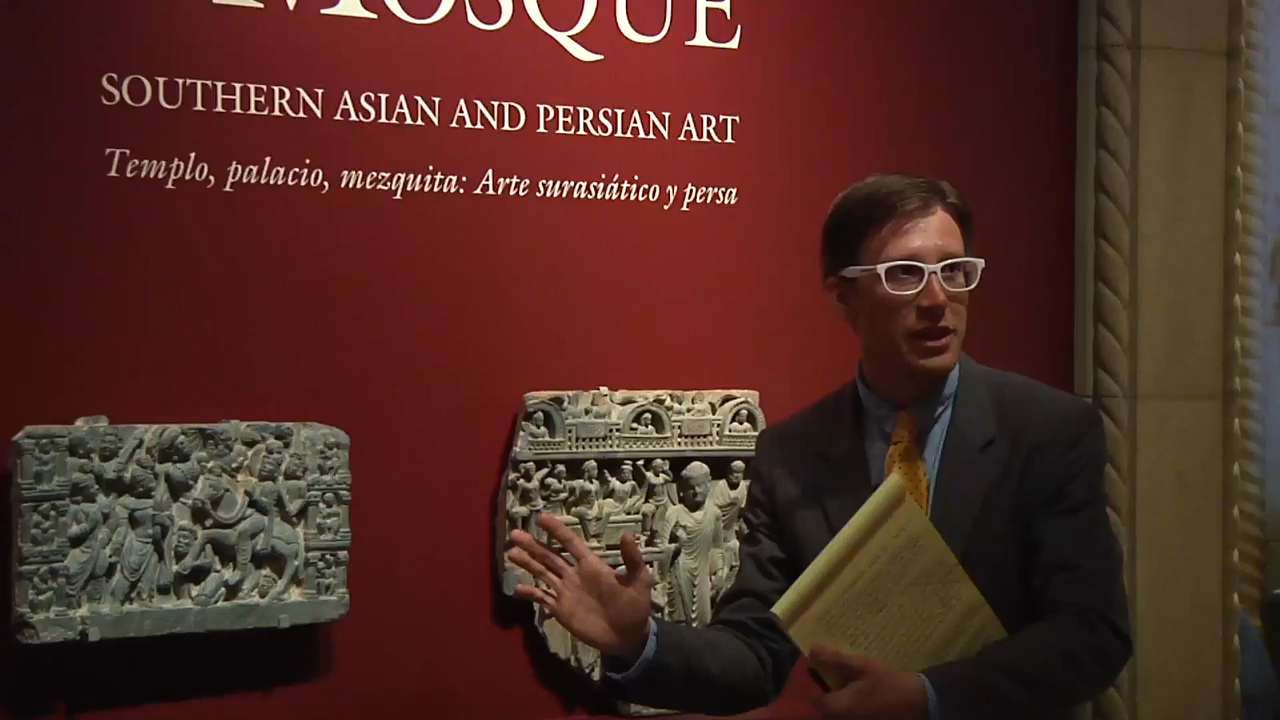 MOSQUE
SOUTHERN ASIAN AND PERSIAN ART
Templo, palacio, mezquita: Arte surasiático y persa